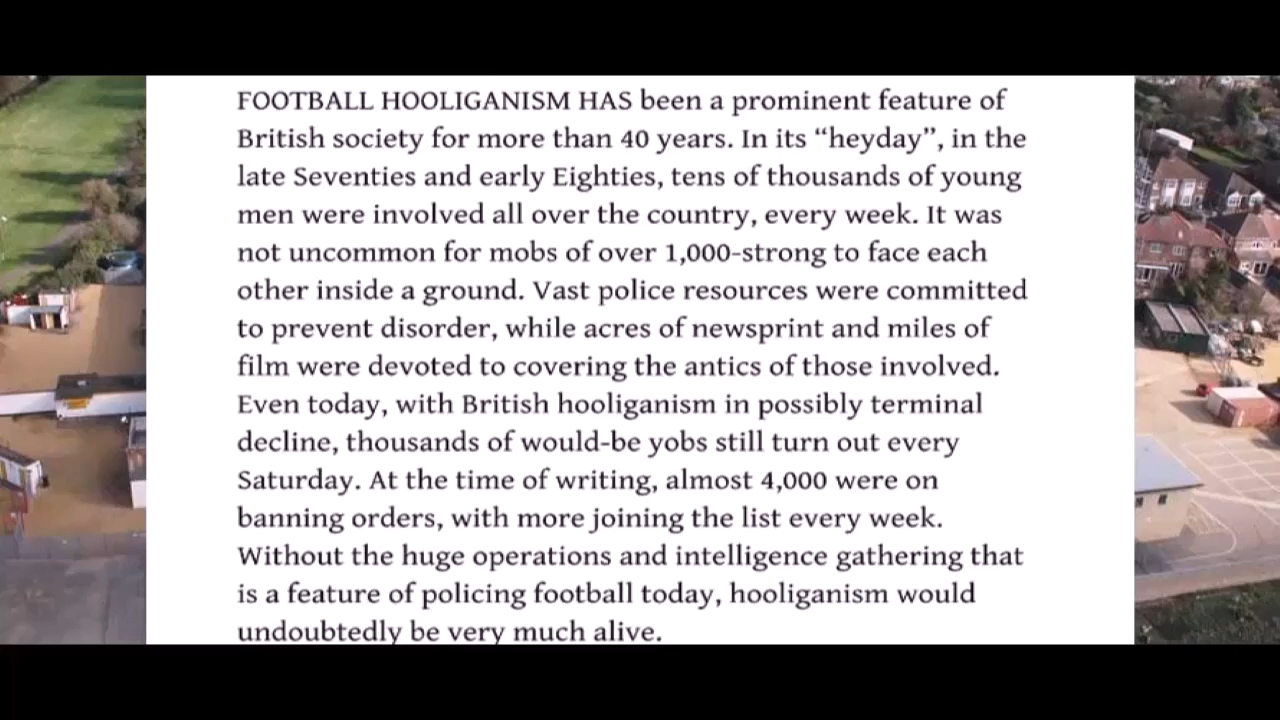 FOOTBALL HOOLIGANISM HAS been a prominent feature of
British society for more than 40 years. In its “heyday”, in the
late Seventies and early Eighties, tens of thousands of young
men were involved all over the country, every week. It was
not uncommon for mobs of over 1,000-strong to face each
other inside a ground. Vast police resources were committed
to prevent disorder, while acres of newsprint and miles of
film were devoted to covering the antics of those involved.
Even today, with British hooliganism in possibly terminal
decline, thousands of would-be yobs still turn out every
Saturday. At the time of writing, almost 4,000 were on
banning orders, with more joining the list every week.
Without the huge operations and intelligence gathering that
is a feature of policing football today, hooliganism would
undoubtedly be very much alive.